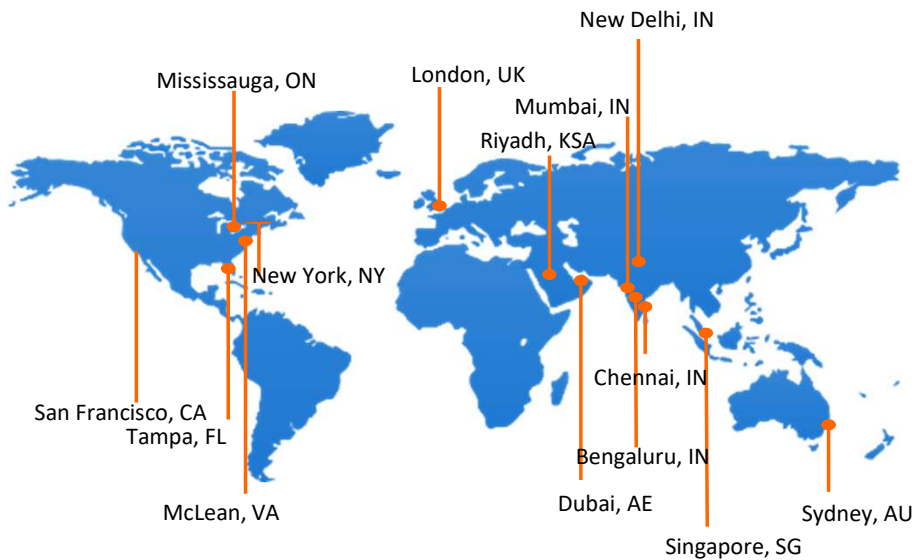 New Delhi, IN
Mississauga, ON
London, UK
Mumbai, IN
Riyadh, KSA
New York, NY
Chennai, IN
San Francisco, CA
Tampa, FL
Bengaluru, IN
Dubai, AE
McLean, VA
Sydney, AU
Singapore, SG